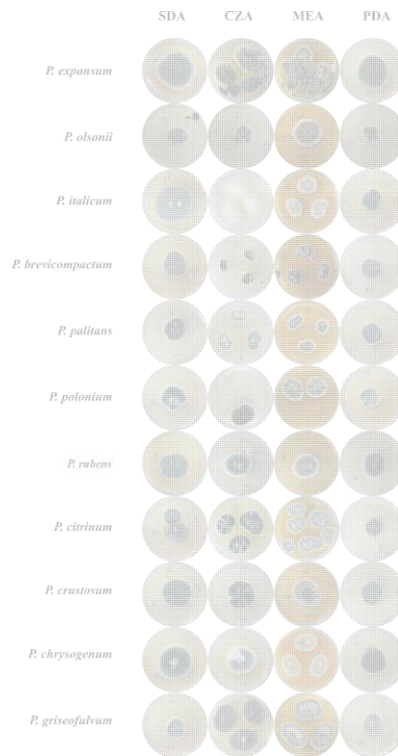 SDA CZA MEA PDA
P. expansum
P. olsonii
P. italicum
P. brevicompactum
P. palitans
P. polonium
P. rubens
P. citrinum
P. crustosum
P. chrysogenum
P. griseofulvum